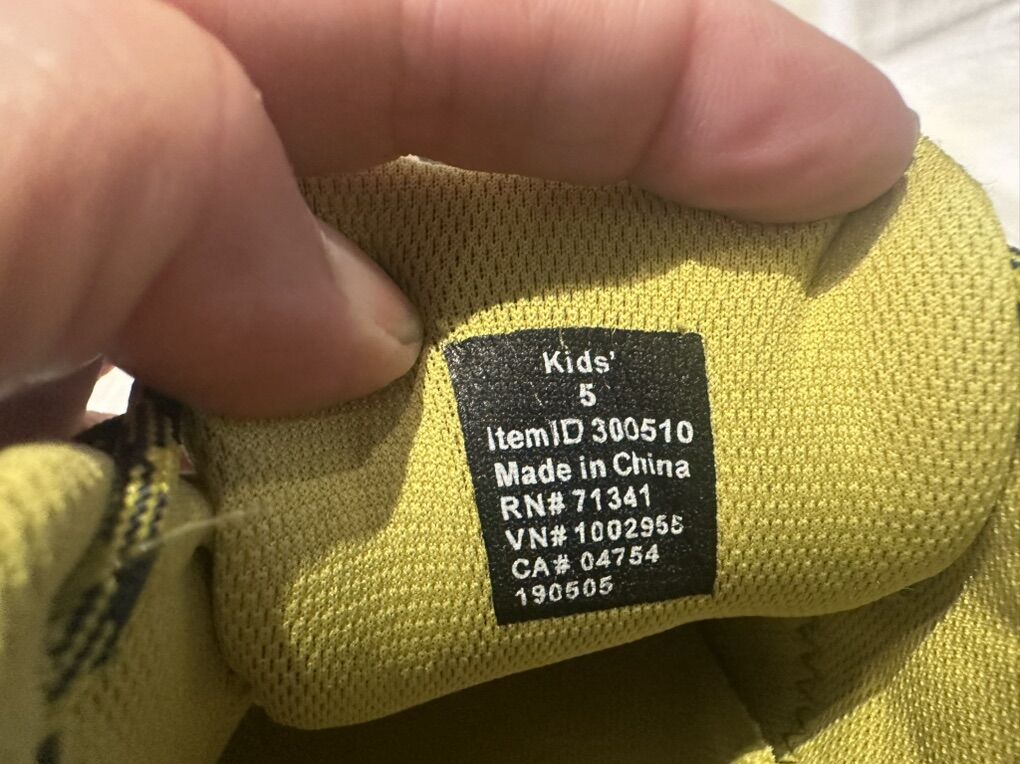 Kids'
5
ItemID 300510
Made in China
RN# 71341
VN# 1002955
CA# 04754
190505